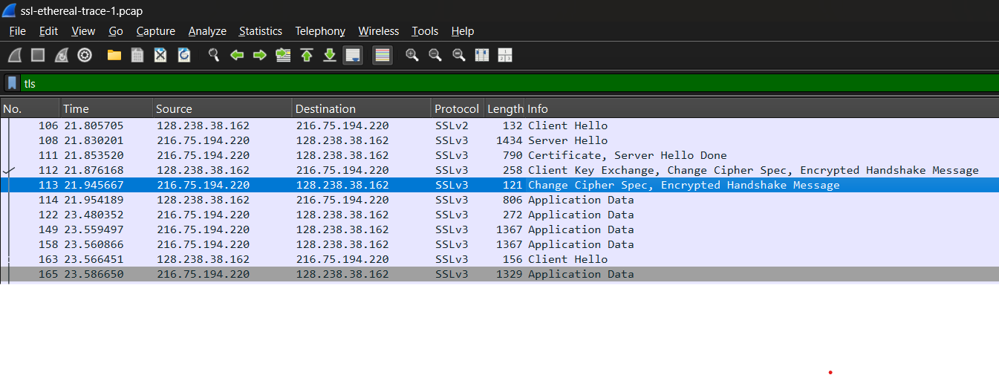 ssl-ethereal-trace-1.pcap
File Edit View Go Capture Analyze Statistics Telephony Wireless Tools Help
tls
No. Time Source Destination Protocol Length Info
106 21.805705 128.238.38.162 216.75.194.220 SSLv2 132 Client Hello
108 21.830201 216.75.194.220 128.238.38.162 SSLv3 1434 Server Hello
111 21.853520 216.75.194.220 128.238.38.162 SSLv3 790 Certificate, Server Hello Done
112 21.876168 128.238.38.162 216.75.194.220 SSLv3 258 Client Key Exchange, Change Cipher Spec, Encrypted Handshake Message
113 21.945667 216.75.194.220 128.238.38.162 SSLv3 121 Change Cipher Spec, Encrypted Handshake Message
114 21.954189 128.238.38.162 216.75.194.220 SSLv3 806 Application Data
122 23.480352 216.75.194.220 128.238.38.162 SSLv3 272 Application Data
149 23.559497 216.75.194.220 128.238.38.162 SSLv3 1367 Application Data
158 23.560866 216.75.194.220 128.238.38.162 SSLv3 1367 Application Data
163 23.566451 128.238.38.162 216.75.194.220 SSLv3 156 Client Hello
165 23.586650 216.75.194.220 128.238.38.162 SSLv3 1329 Application Data